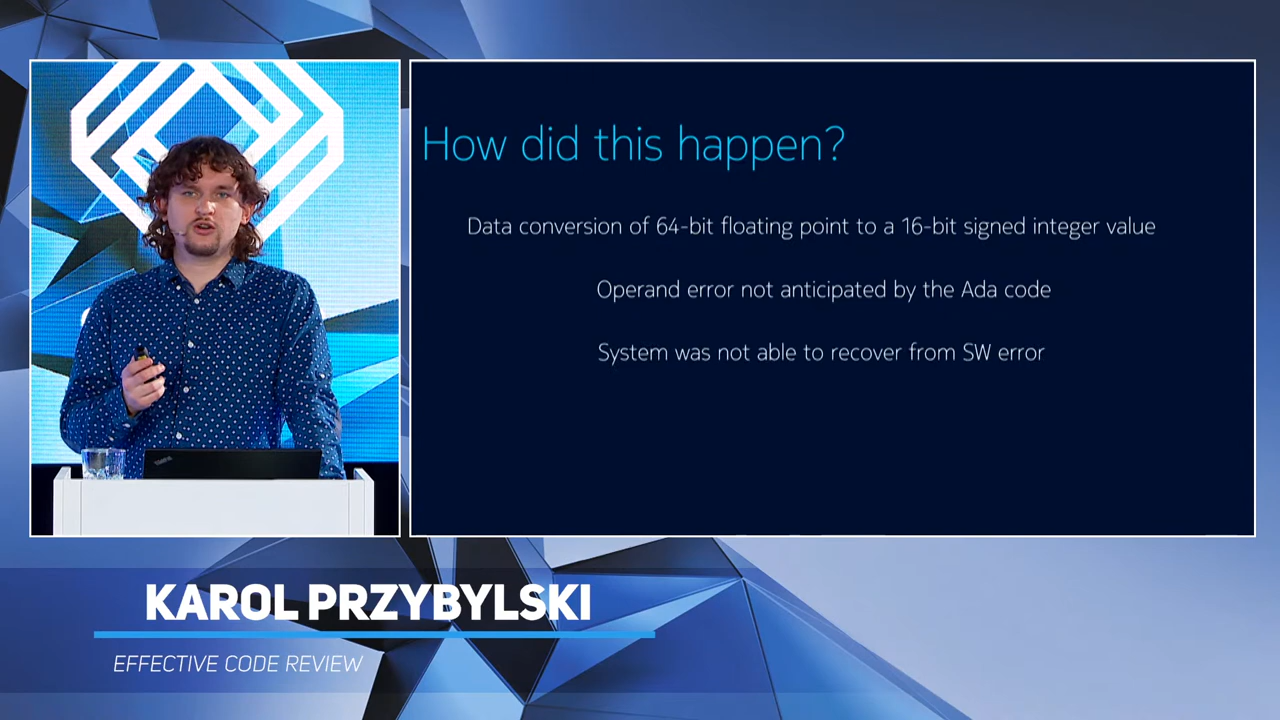 How did this happen?
Data conversion of 64-bit floating point to a 16-bit signed integer value
Operand error not anticipated by the Ada code
System was not able to recover from SW error
KAROL PRZYBYLSKI
EFFECTIVE CODE REVIEW